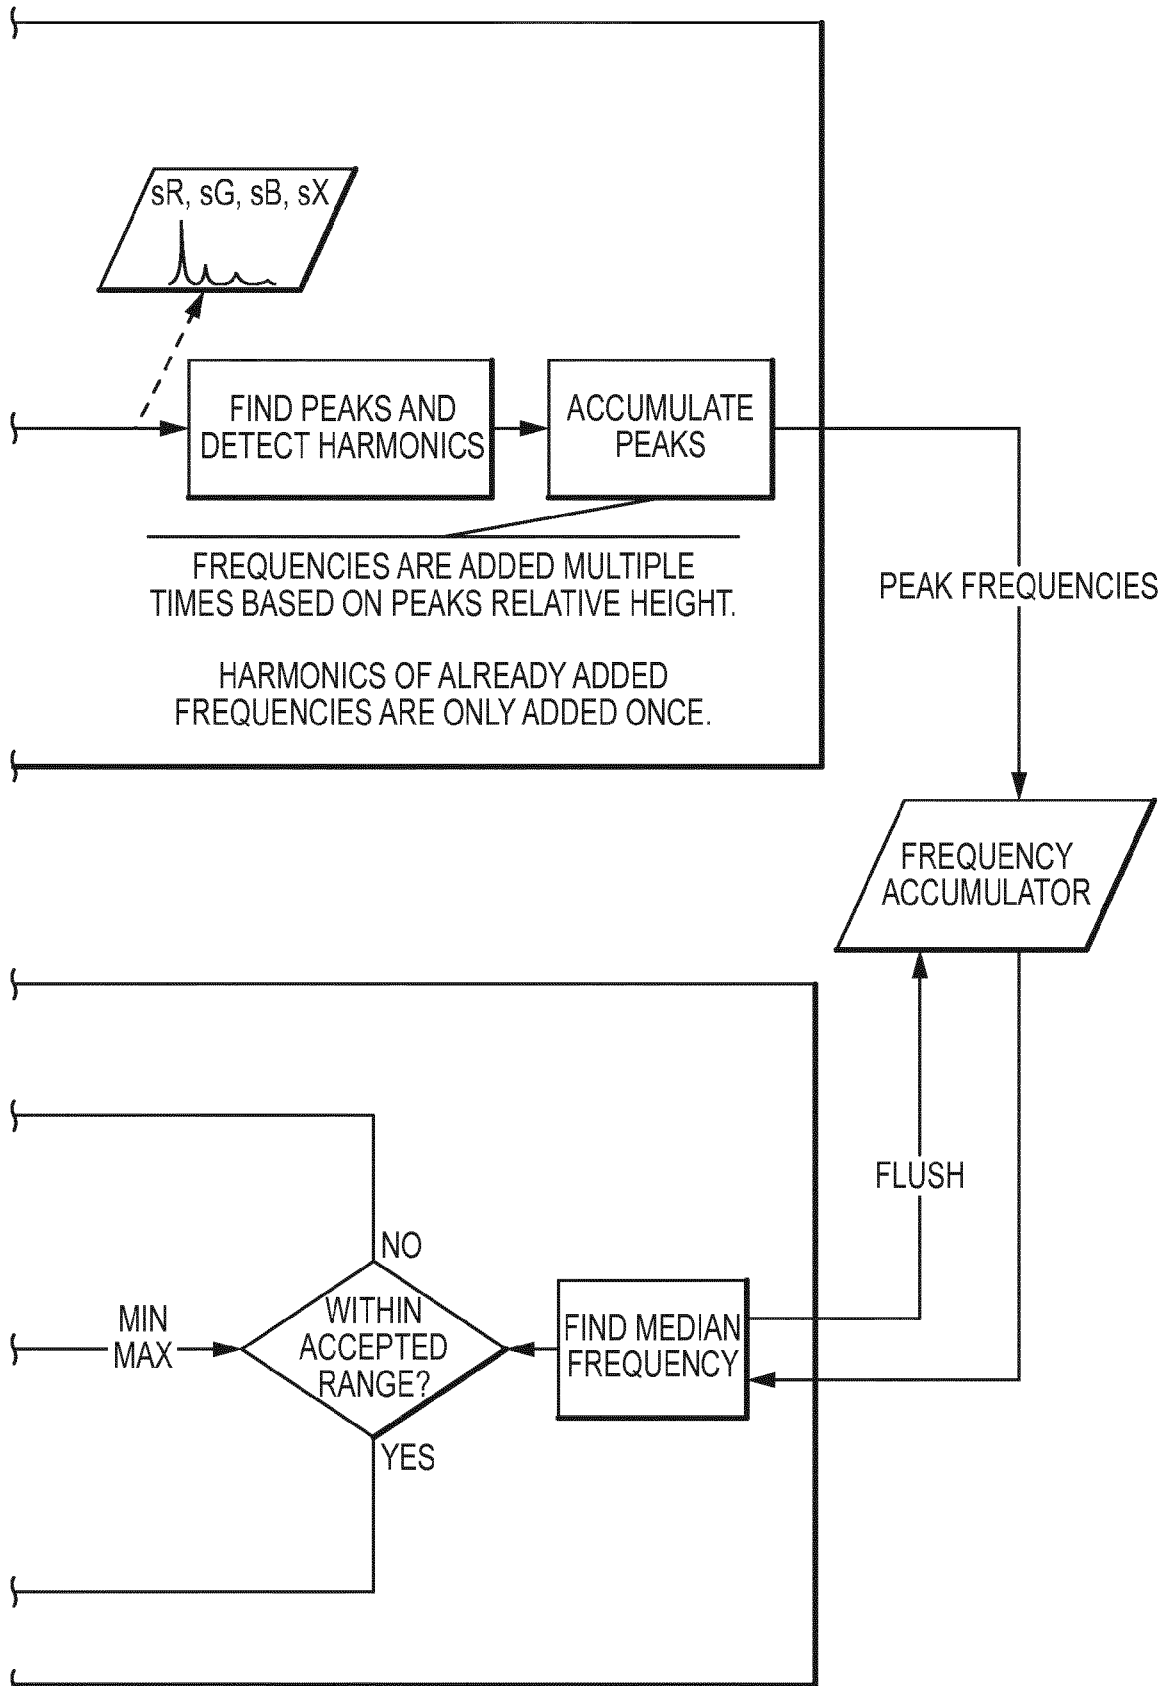 sR, sG, sB, sX
FIND PEAKS AND
DETECT HARMONICS
ACCUMULATE
PEAKS
FREQUENCIES ARE ADDED MULTIPLE
TIMES BASED ON PEAKS RELATIVE HEIGHT.
HARMONICS OF ALREADY ADDED
FREQUENCIES ARE ONLY ADDED ONCE.
PEAK FREQUENCIES
FREQUENCY
ACCUMULATOR
FLUSH
NO
MIN
MAX
WITHIN
ACCEPTED
RANGE?
FIND MEDIAN
FREQUENCY
YES